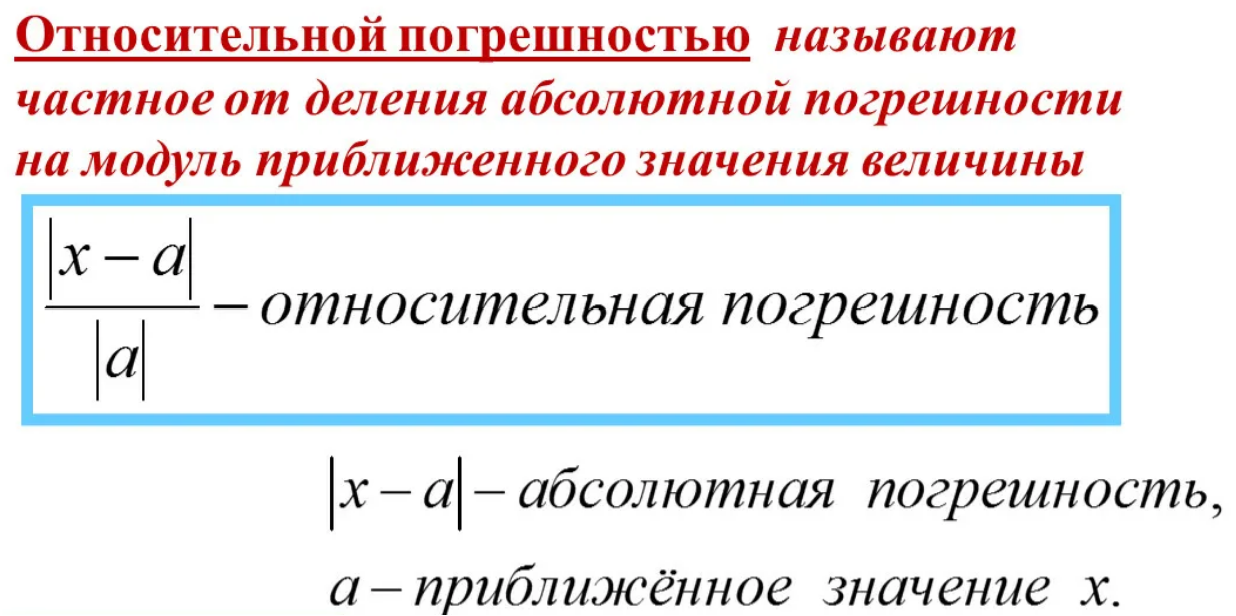 Относительной погрешностью называют
частное от деления абсолютной погрешности
на модуль приближенного значения величины
|x − a| / |a| − относительная погрешность
|x − a| − абсолютная погрешность,
a − приближённое значение x.